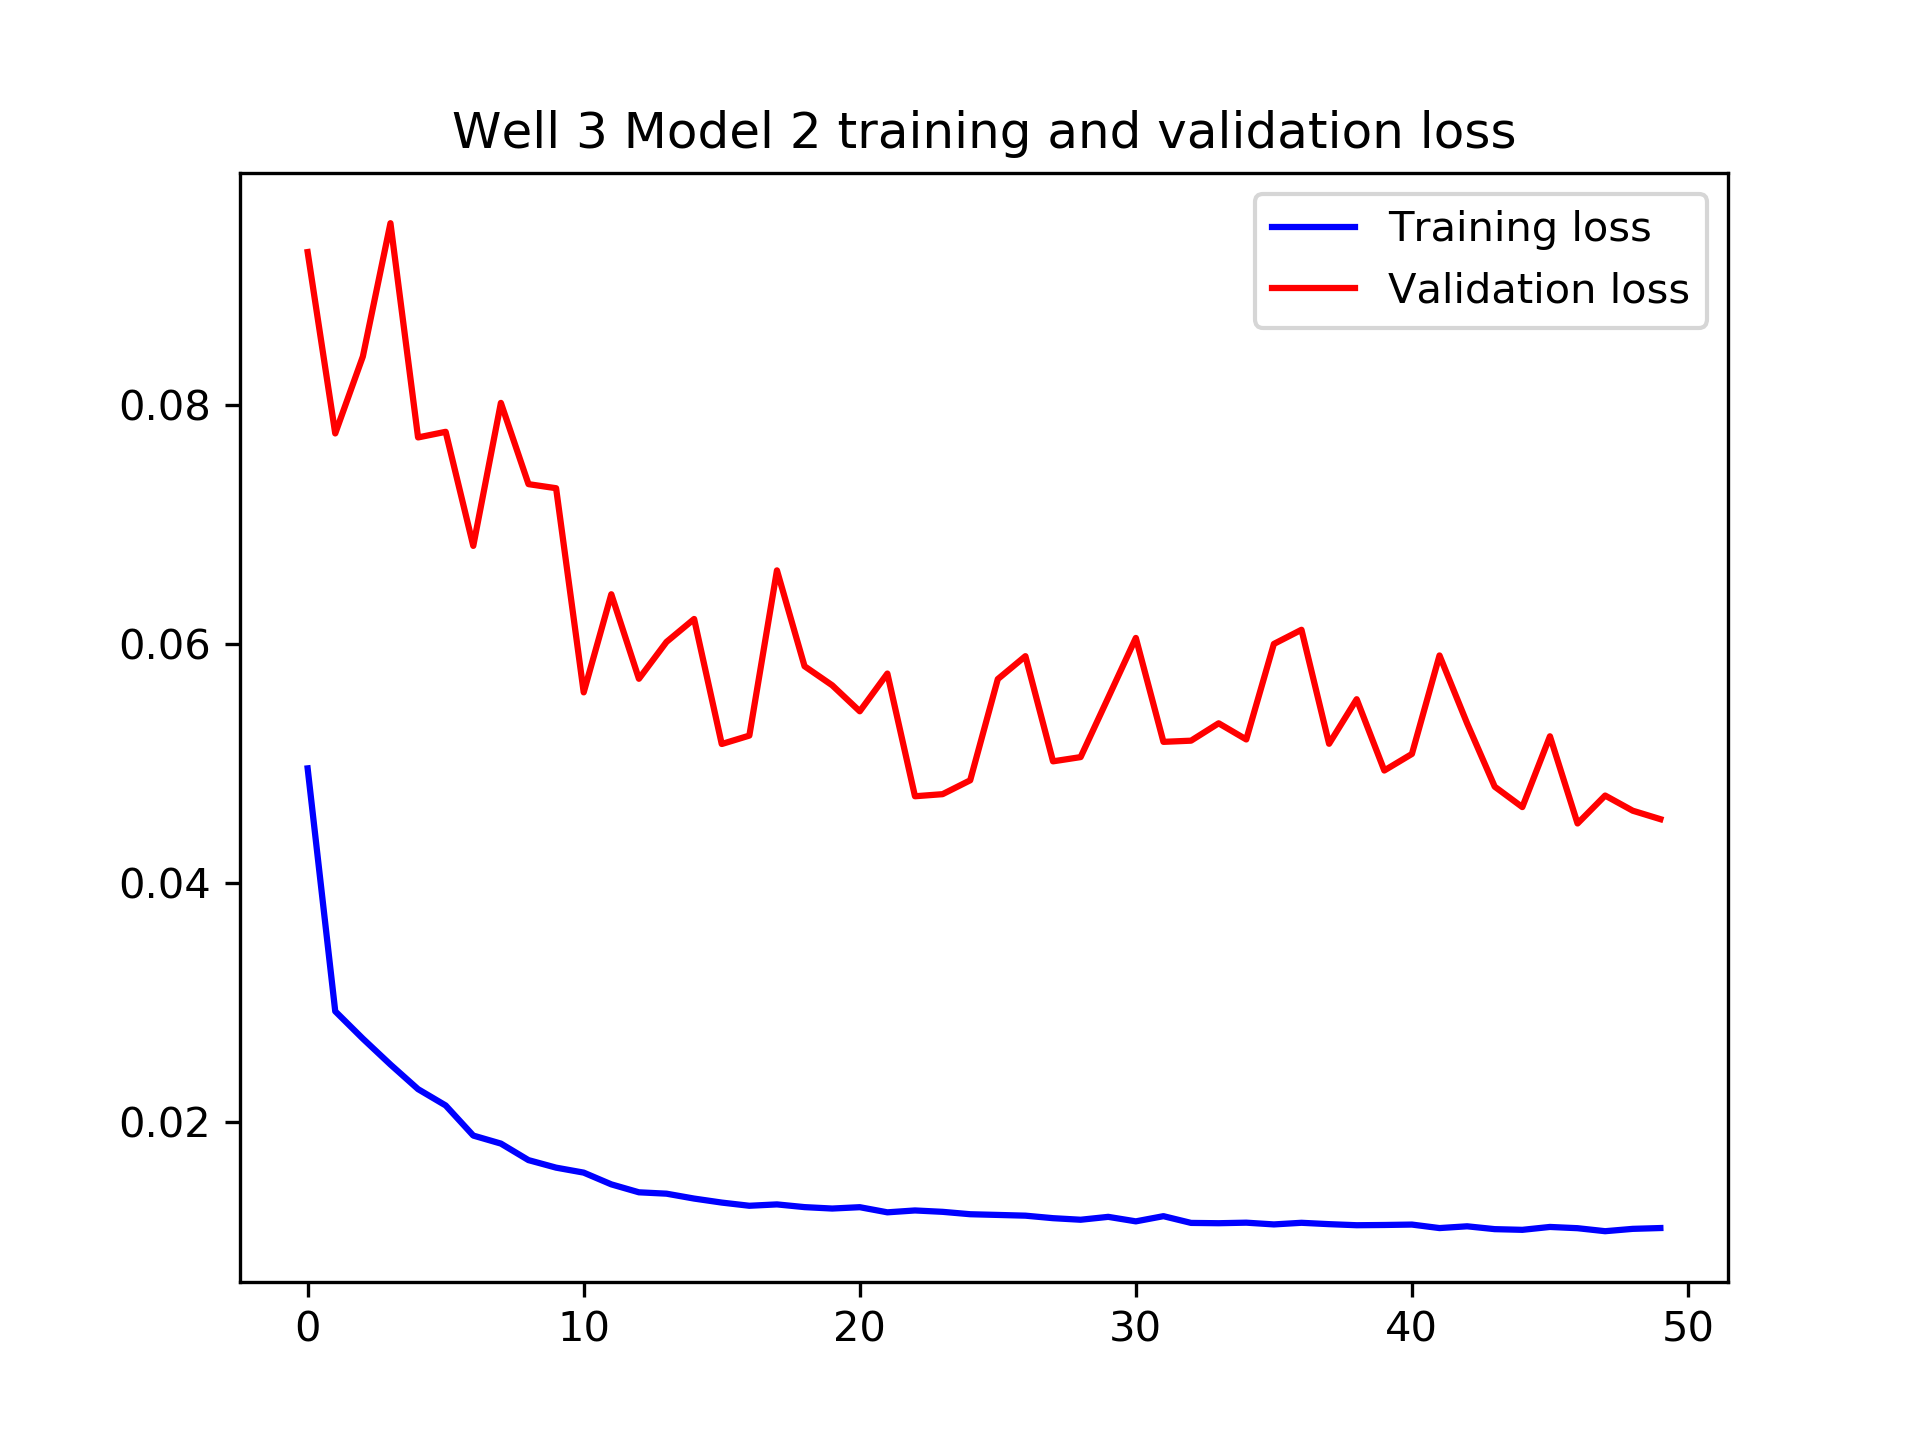 Well 3 Model 2 training and validation loss
Training loss
Validation loss
0.08
0.06
0.04
0.02
0 10 20 30 40 50